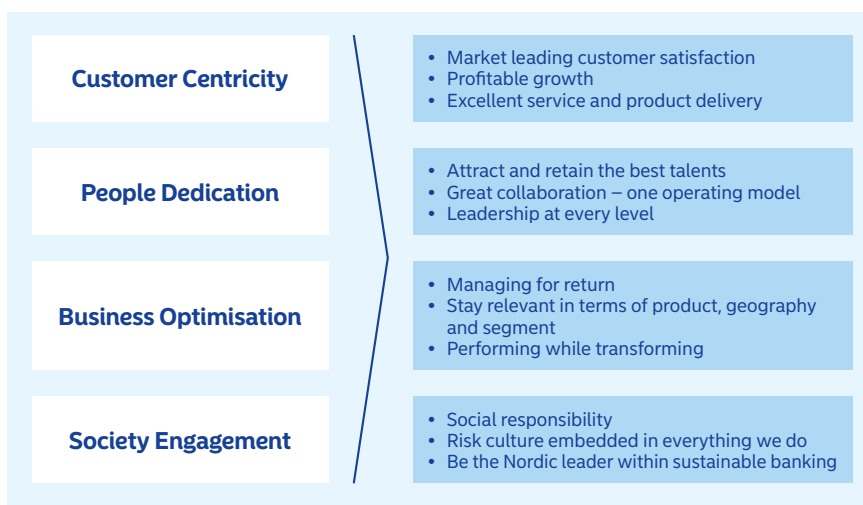 Customer Centricity
• Market leading customer satisfaction
• Profitable growth
• Excellent service and product delivery
People Dedication
• Attract and retain the best talents
• Great collaboration – one operating model
• Leadership at every level
Business Optimisation
• Managing for return
• Stay relevant in terms of product, geography
and segment
• Performing while transforming
Society Engagement
• Social responsibility
• Risk culture embedded in everything we do
• Be the Nordic leader within sustainable banking